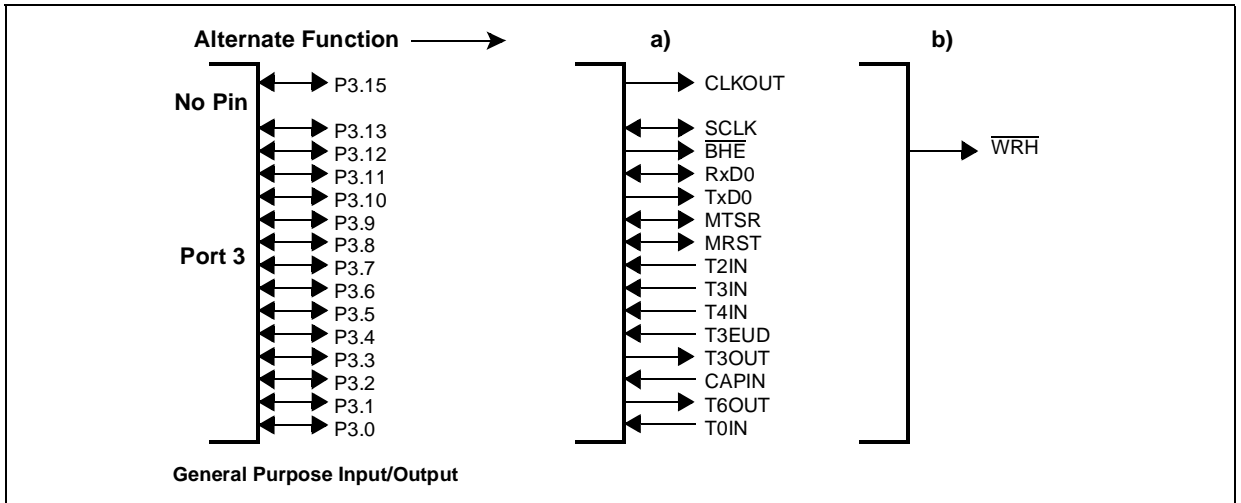 Alternate Function a) b)
No Pin
Port 3
P3.15
P3.13
P3.12
P3.11
P3.10
P3.9
P3.8
P3.7
P3.6
P3.5
P3.4
P3.3
P3.2
P3.1
P3.0
CLKOUT
SCLK
BHE
RxD0
TxD0
MTSR
MRST
T2IN
T3IN
T4IN
T3EUD
T3OUT
CAPIN
T6OUT
T0IN
WRH
General Purpose Input/Output